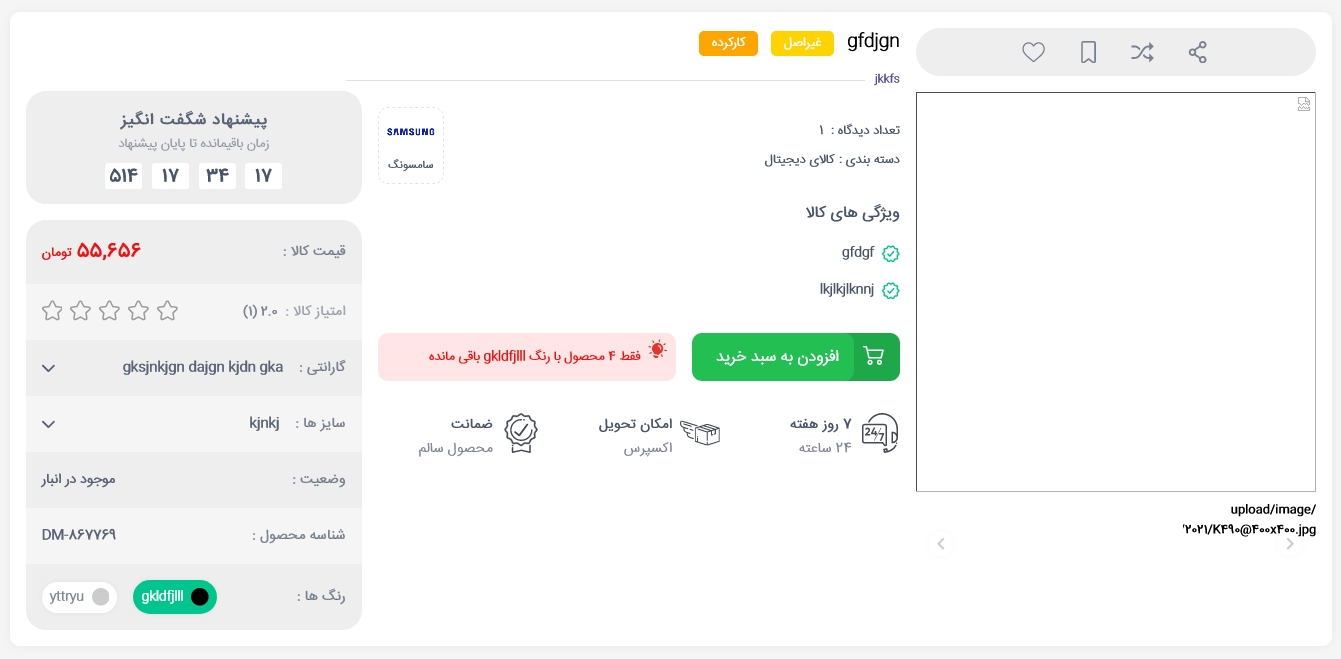 gfdjgn
غیراصل
کارکرده
jkkfs
تعداد دیدگاه : ۱
دسته بندی : کالای دیجیتال
SAMSUNG
سامسونگ
ویژگی های کالا
gfdgf
lkjlkjlknnj
افزودن به سبد خرید
فقط ۴ محصول با رنگ gkldfjlll باقی مانده
24/7
۷ روز هفته
۲۴ ساعته
امکان تحویل
اکسپرس
ضمانت
محصول سالم
upload/image/
۲۰۲۱/K۴۹۰@۴۰۰x۴۰۰.jpg
پیشنهاد شگفت انگیز
زمان باقیمانده تا پایان پیشنهاد
۵۱۴ ۱۷ ۳۴ ۱۷
قیمت کالا : ۵۵,۶۵۶ تومان
امتیاز کالا : ۲.۰ (۱)
گارانتی : gksjnkjgn dajgn kjdn gka
سایز ها : kjnkj
وضعیت : موجود در انبار
شناسه محصول : DM-۸۶۷۷۶۹
رنگ ها : gkldfjlll yttryu